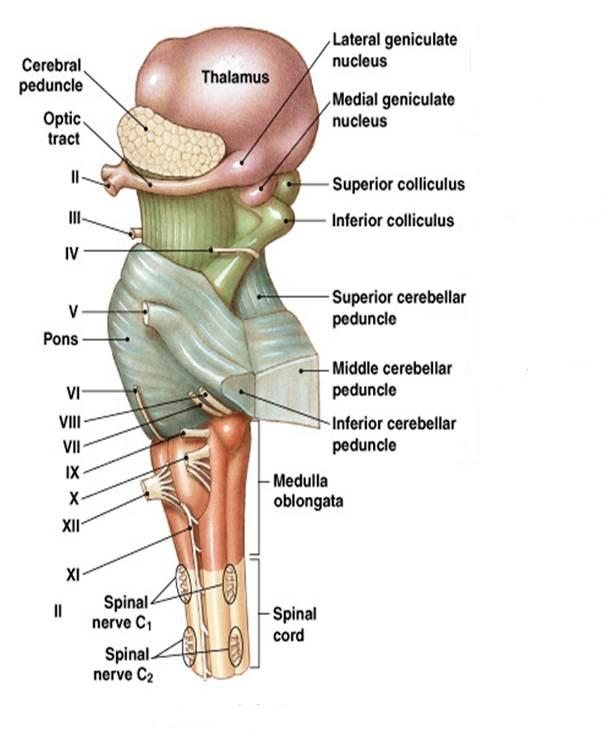 Cerebral
peduncle
Optic
tract
II
III
IV
V
Pons
VI
VIII
VII
IX
X
XII
XI
II
Spinal
nerve C1
Spinal
nerve C2
Thalamus
Lateral geniculate
nucleus
Medial geniculate
nucleus
Superior colliculus
Inferior colliculus
Superior cerebellar
peduncle
Middle cerebellar
peduncle
Inferior cerebellar
peduncle
Medulla
oblongata
Spinal
cord